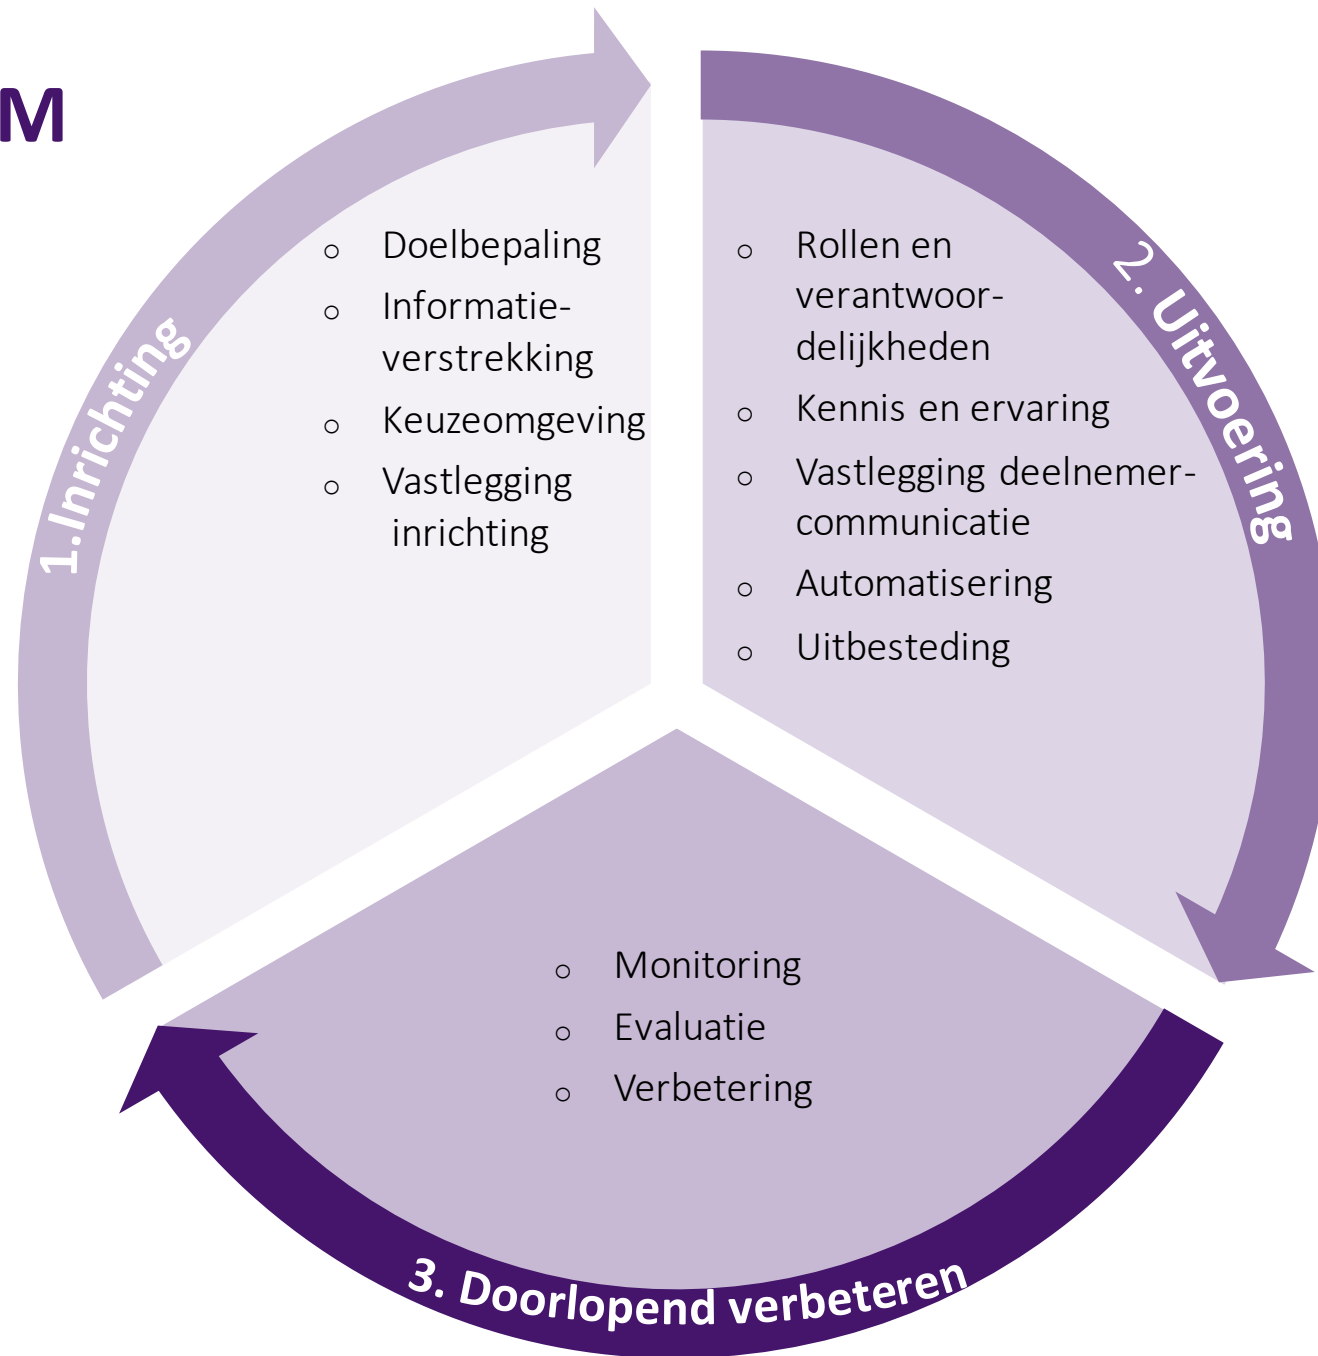 M
1.Inrichting
o Doelbepaling
o Informatie-
verstrekking
o Keuzeomgeving
o Vastlegging
inrichting
2. Uitvoering
o Rollen en
verantwoor-
delijkheden
o Kennis en ervaring
o Vastlegging deelnemer-
communicatie
o Automatisering
o Uitbesteding
o Monitoring
o Evaluatie
o Verbetering
3. Doorlopend verbeteren